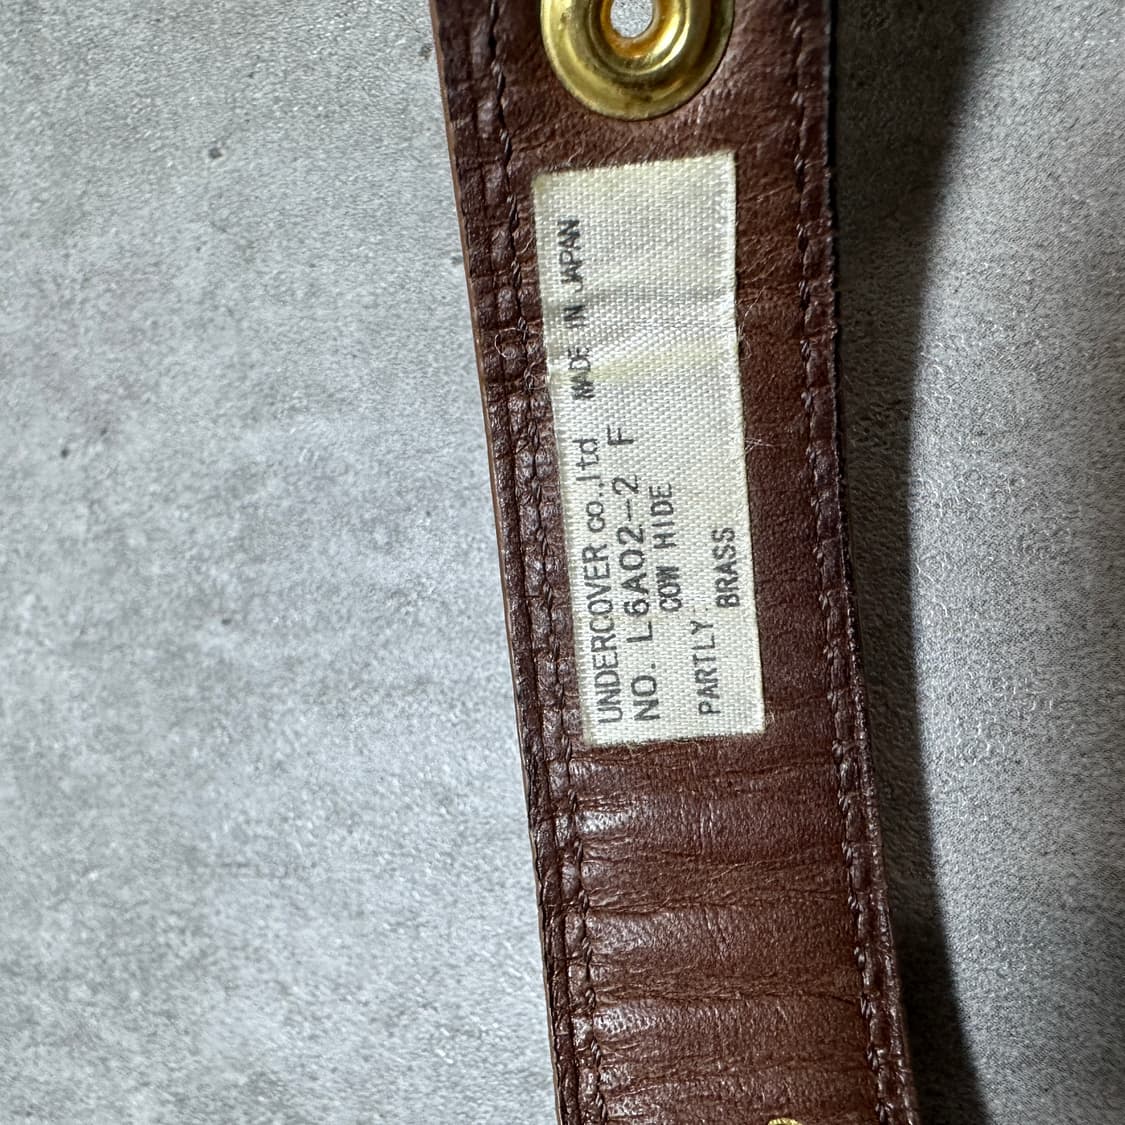 UNDERCOVER co.,ltd MADE IN JAPAN
NO. L6A02-2 F
COW HIDE
PARTLY.
BRASS